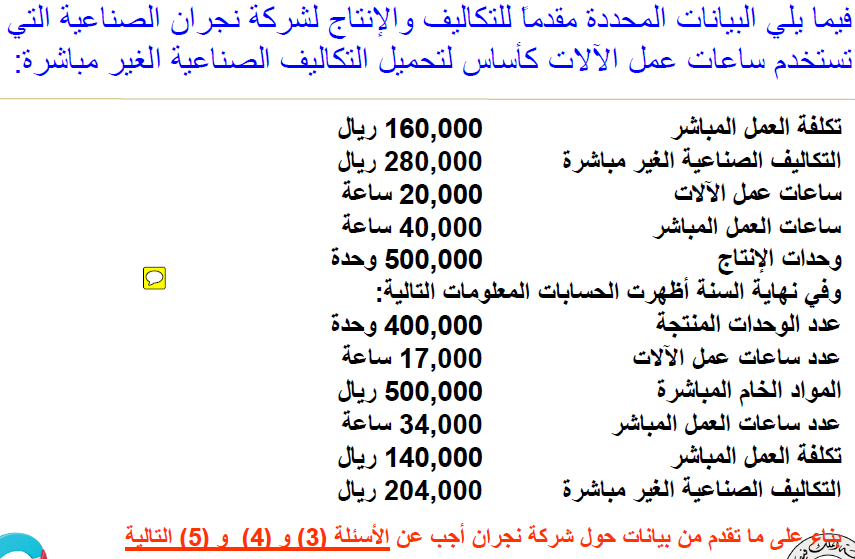 فيما يلي البيانات المحددة مقدماً للتكاليف والإنتاج لشركة نجران الصناعية التي
تستخدم ساعات عمل الآلات كأساس لتحميل التكاليف الصناعية الغير مباشرة:
تكلفة العمل المباشر 160,000 ريال
التكاليف الصناعية الغير مباشرة 280,000 ريال
ساعات عمل الآلات 20,000 ساعة
ساعات العمل المباشر 40,000 ساعة
وحدات الإنتاج 500,000 وحدة
وفي نهاية السنة أظهرت الحسابات المعلومات التالية:
عدد الوحدات المنتجة 400,000 وحدة
عدد ساعات عمل الآلات 17,000 ساعة
المواد الخام المباشرة 500,000 ريال
عدد ساعات العمل المباشر 34,000 ساعة
تكلفة العمل المباشر 140,000 ريال
التكاليف الصناعية الغير مباشرة 204,000 ريال
بناء على ما تقدم من بيانات حول شركة نجران أجب عن الأسئلة (3) و (4) و (5) التالية